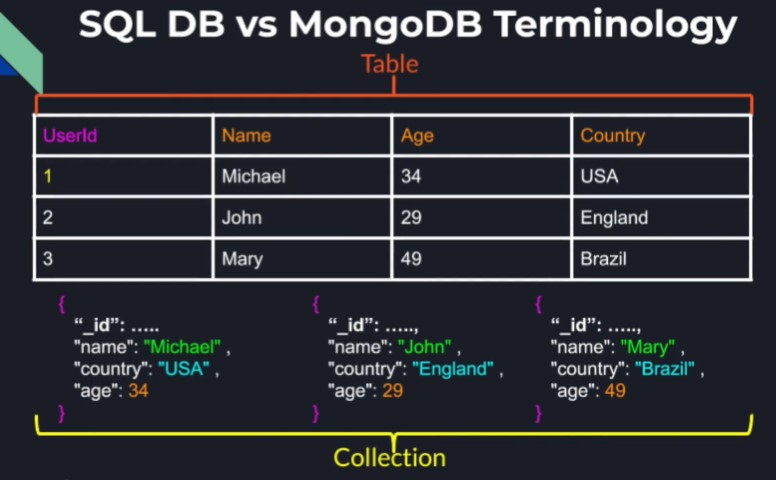 SQL DB vs MongoDB Terminology
Table
UserId Name Age Country
1 Michael 34 USA
2 John 29 England
3 Mary 49 Brazil
{ { {
“_id”: ..... “_id”: ....., “_id”: .....,
"name": "Michael" , "name": "John" , "name": "Mary" ,
"country": "USA" , "country": "England" , "country": "Brazil" ,
"age": 34 "age": 29 "age": 49
} } }
Collection